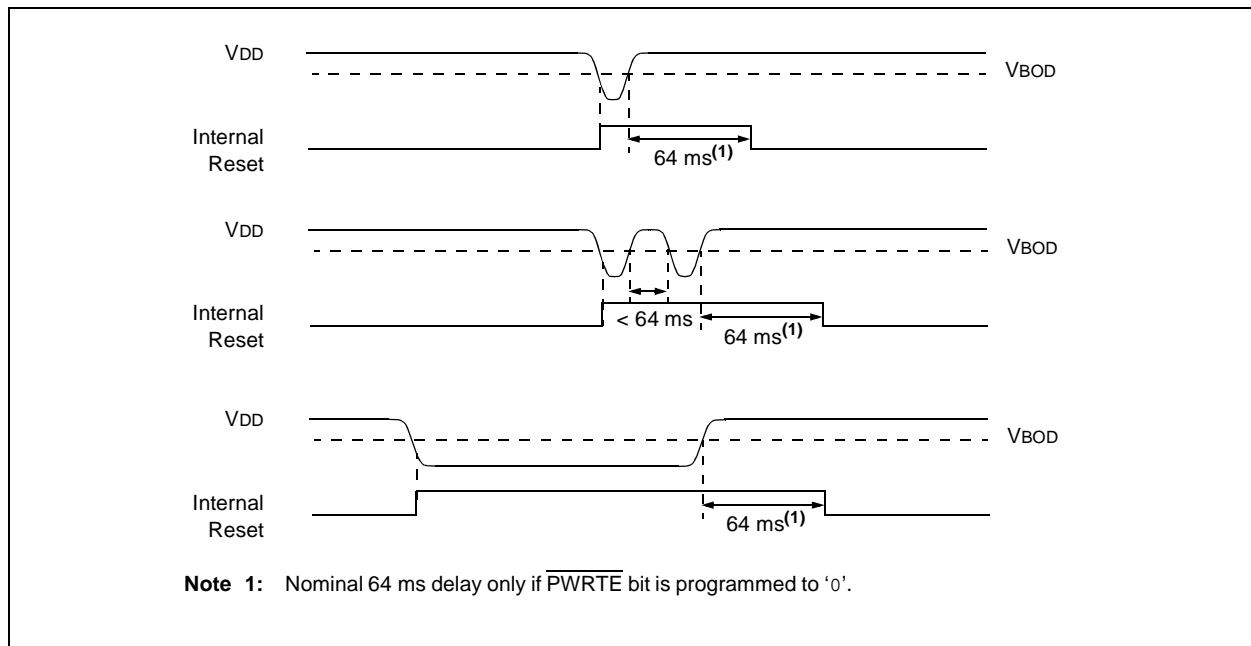 VDD
VBOD
Internal
Reset
64 ms(1)
VDD
VBOD
Internal
Reset
< 64 ms
64 ms(1)
VDD
VBOD
Internal
Reset
64 ms(1)
Note 1: Nominal 64 ms delay only if PWRTE bit is programmed to ‘0’.